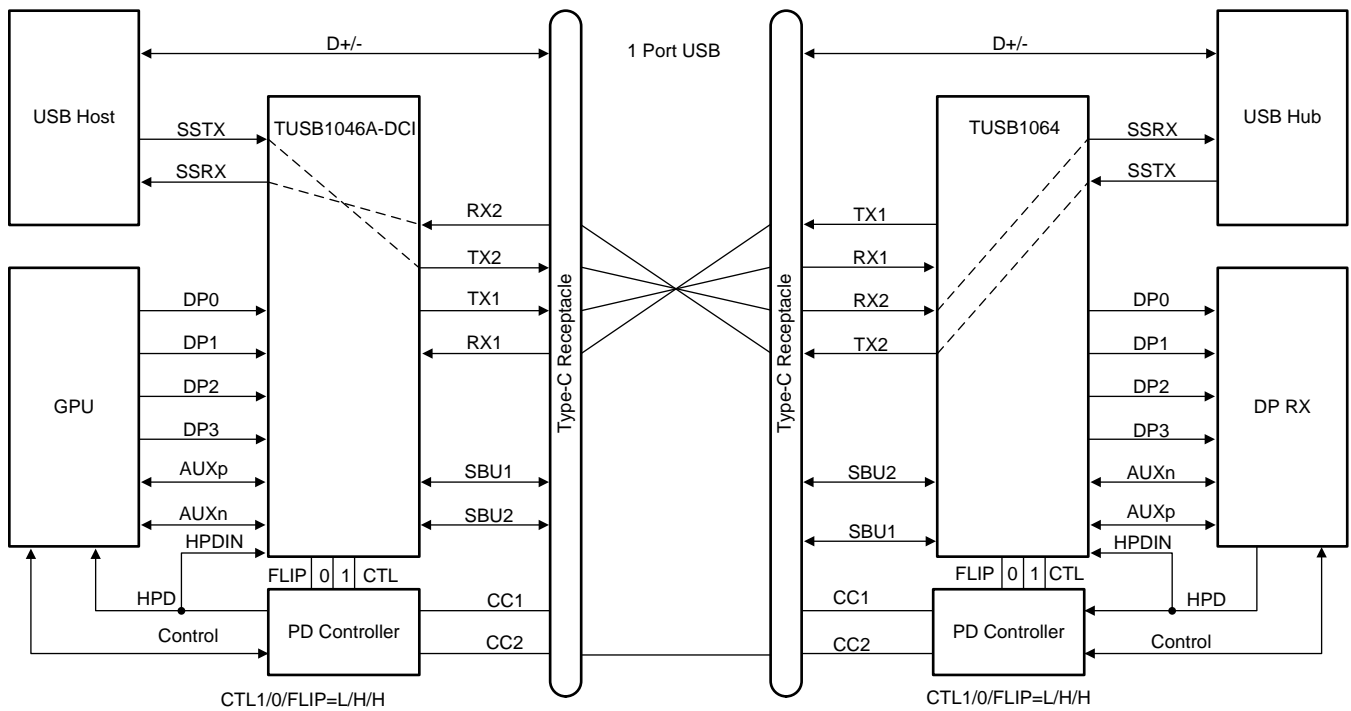 D+/-
1 Port USB
D+/-
USB Host
TUSB1046A-DCI
TUSB1064
USB Hub
SSTX
SSRX
SSRX
SSTX
RX2
TX2
TX1
RX1
Type-C Receptacle
Type-C Receptacle
TX1
RX1
RX2
TX2
GPU
DP0
DP1
DP2
DP3
AUXp
AUXn
HPDIN
SBU1
SBU2
SBU2
SBU1
DP0
DP1
DP2
DP3
AUXn
AUXp
HPDIN
DP RX
FLIP 0 1 CTL
FLIP 0 1 CTL
HPD
Control
PD Controller
CC1
CC2
CC1
CC2
PD Controller
HPD
Control
CTL1/0/FLIP=L/H/H
CTL1/0/FLIP=L/H/H